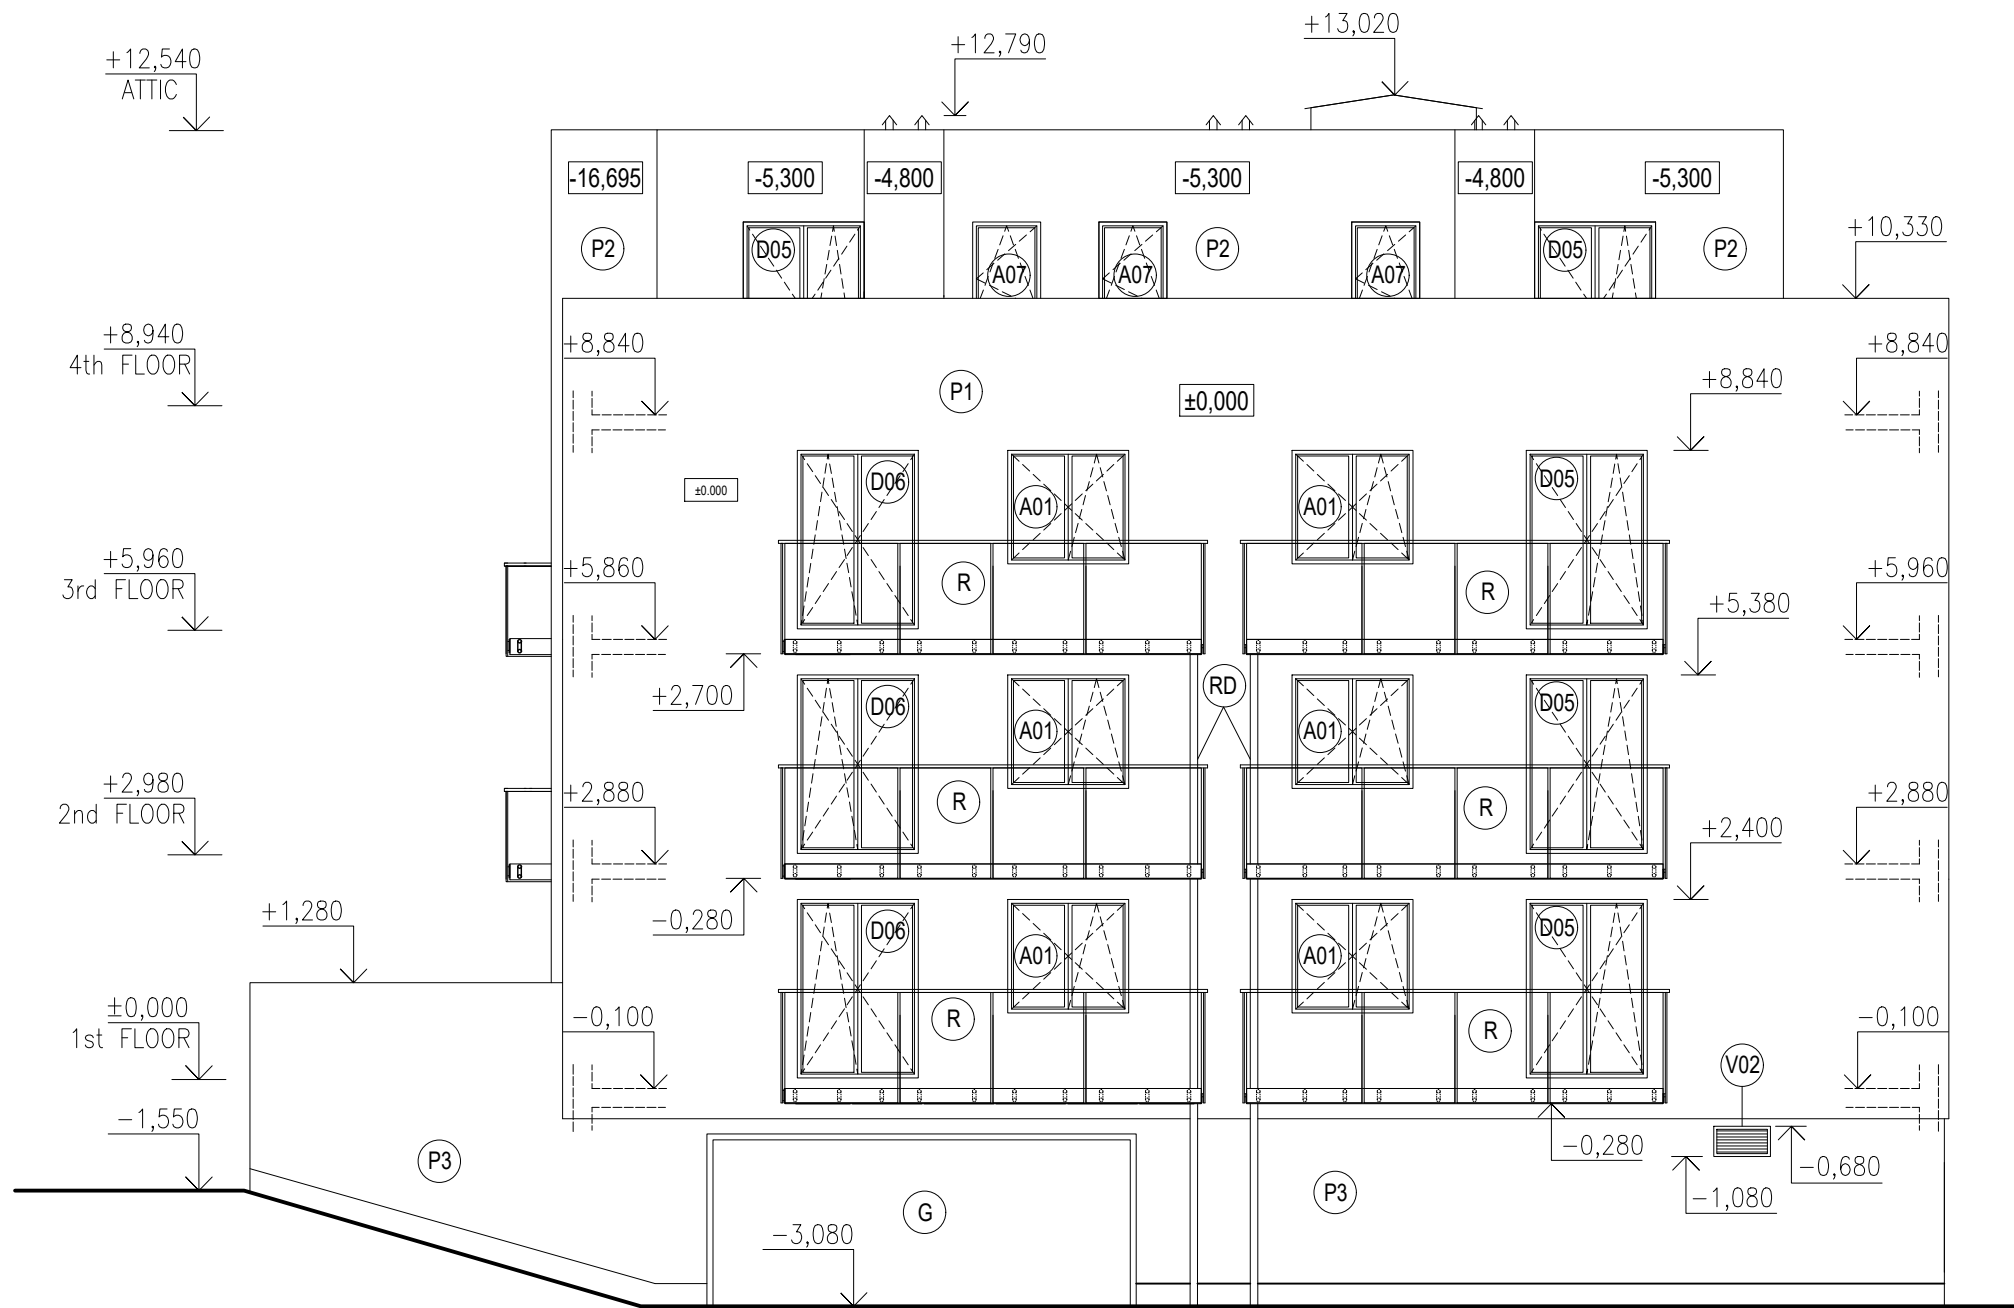 +13,020
+12,790
+12,540
ATTIC
-16,695
-5,300
-4,800
-5,300
-4,800
-5,300
+10,330
P2
D05
P2
D05
P2
A07
A07
A07
+8,940
4th FLOOR
+8,840
+8,840
+8,840
P1
±0,000
D06
A01
A01
D05
±0.000
+5,960
3rd FLOOR
+5,860
R
R
+5,960
+5,380
+2,700
RD
D06
A01
A01
D05
+2,980
2nd FLOOR
+2,880
R
R
+2,880
+2,400
-0,280
+1,280
D06
A01
A01
D05
±0,000
1st FLOOR
-0,100
R
R
-0,100
V02
-1,550
P3
-0,280
-0,680
-1,080
P3
G
-3,080